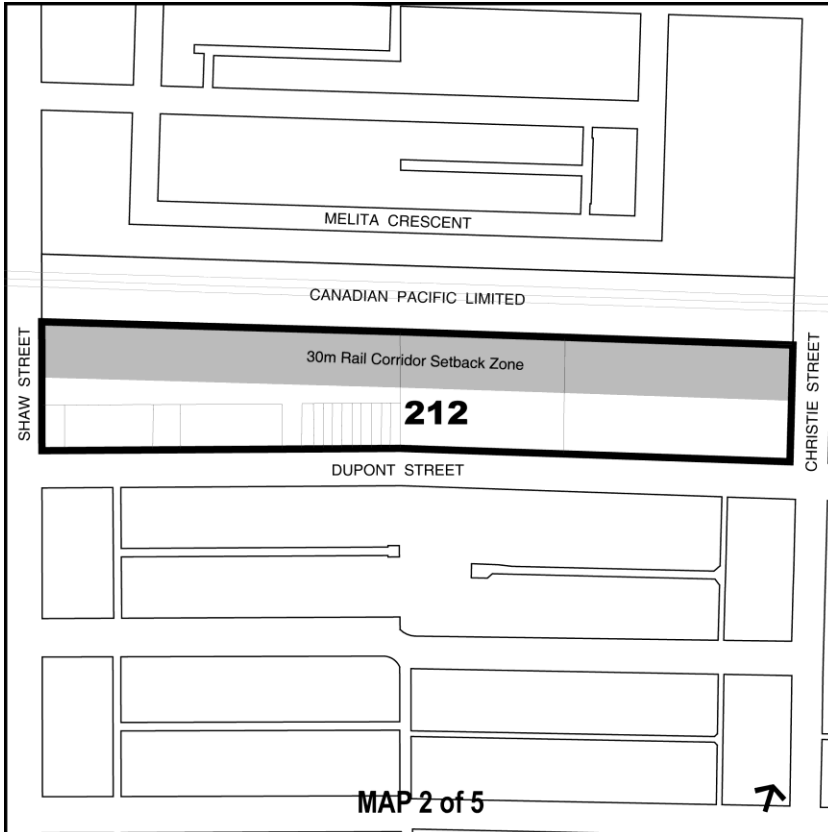 MELITA CRESCENT
CANADIAN PACIFIC LIMITED
SHAW STREET
30m Rail Corridor Setback Zone
CHRISTIE STREET
212
DUPONT STREET
MAP 2 of 5